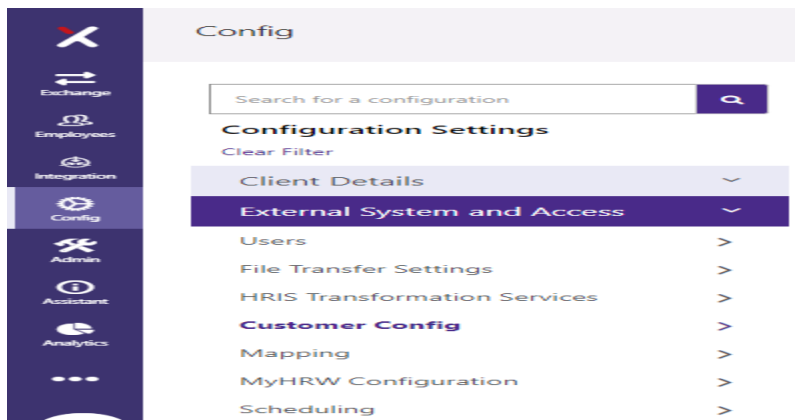 Config
Exchange
Employees
Integration
Config
Admin
Assistant
Analytics
Search for a configuration
Configuration Settings
Clear Filter
Client Details
External System and Access
Users
File Transfer Settings
HRIS Transformation Services
Customer Config
Mapping
MyHRW Configuration
Scheduling